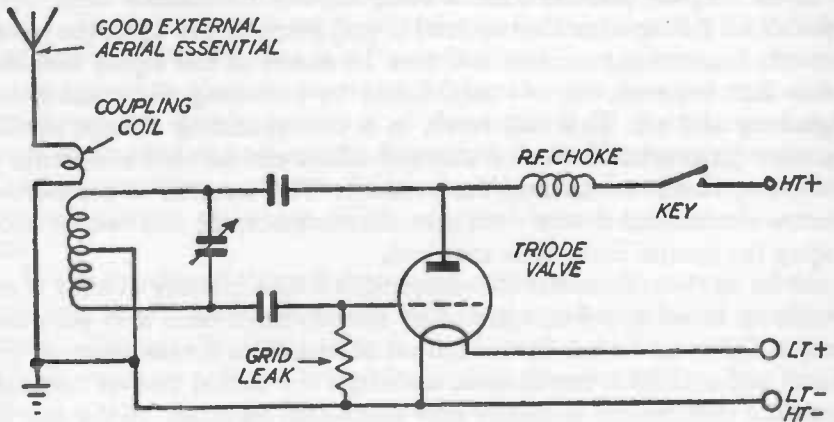 GOOD EXTERNAL
AERIAL ESSENTIAL
COUPLING
COIL
R.F. CHOKE
KEY
HT+
TRIODE
VALVE
GRID
LEAK
LT+
LT-
HT-